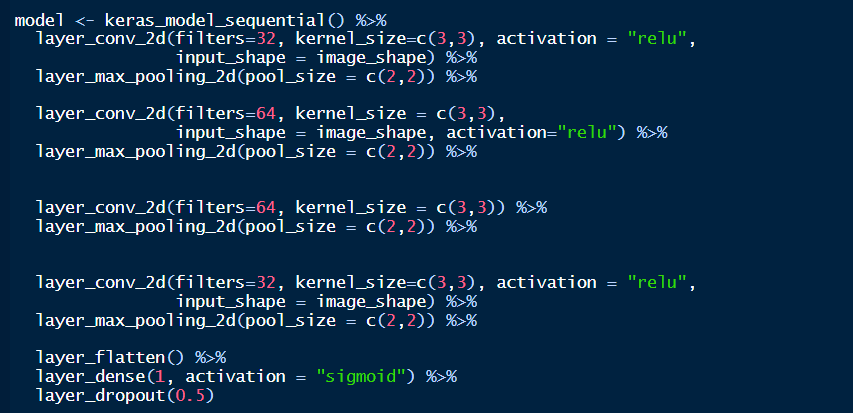 model <- keras_model_sequential() %>%
  layer_conv_2d(filters=32, kernel_size=c(3,3), activation = "relu",
                input_shape = image_shape) %>%
  layer_max_pooling_2d(pool_size = c(2,2)) %>%
  layer_conv_2d(filters=64, kernel_size = c(3,3),
                input_shape = image_shape, activation="relu") %>%
  layer_max_pooling_2d(pool_size = c(2,2)) %>%
  layer_conv_2d(filters=64, kernel_size = c(3,3)) %>%
  layer_max_pooling_2d(pool_size = c(2,2)) %>%
  layer_conv_2d(filters=32, kernel_size=c(3,3), activation = "relu",
                input_shape = image_shape) %>%
  layer_max_pooling_2d(pool_size = c(2,2)) %>%
  layer_flatten() %>%
  layer_dense(1, activation = "sigmoid") %>%
  layer_dropout(0.5)